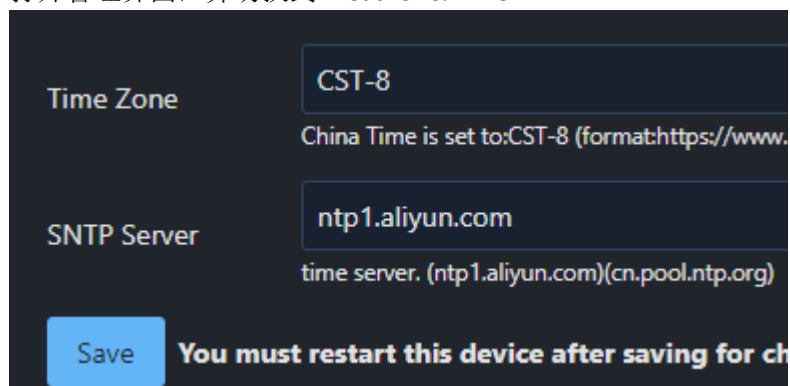 Time Zone
CST-8
China Time is set to:CST-8 (format:https://www.
SNTP Server
ntp1.aliyun.com
time server. (ntp1.aliyun.com)(cn.pool.ntp.org)
Save
You must restart this device after saving for ch